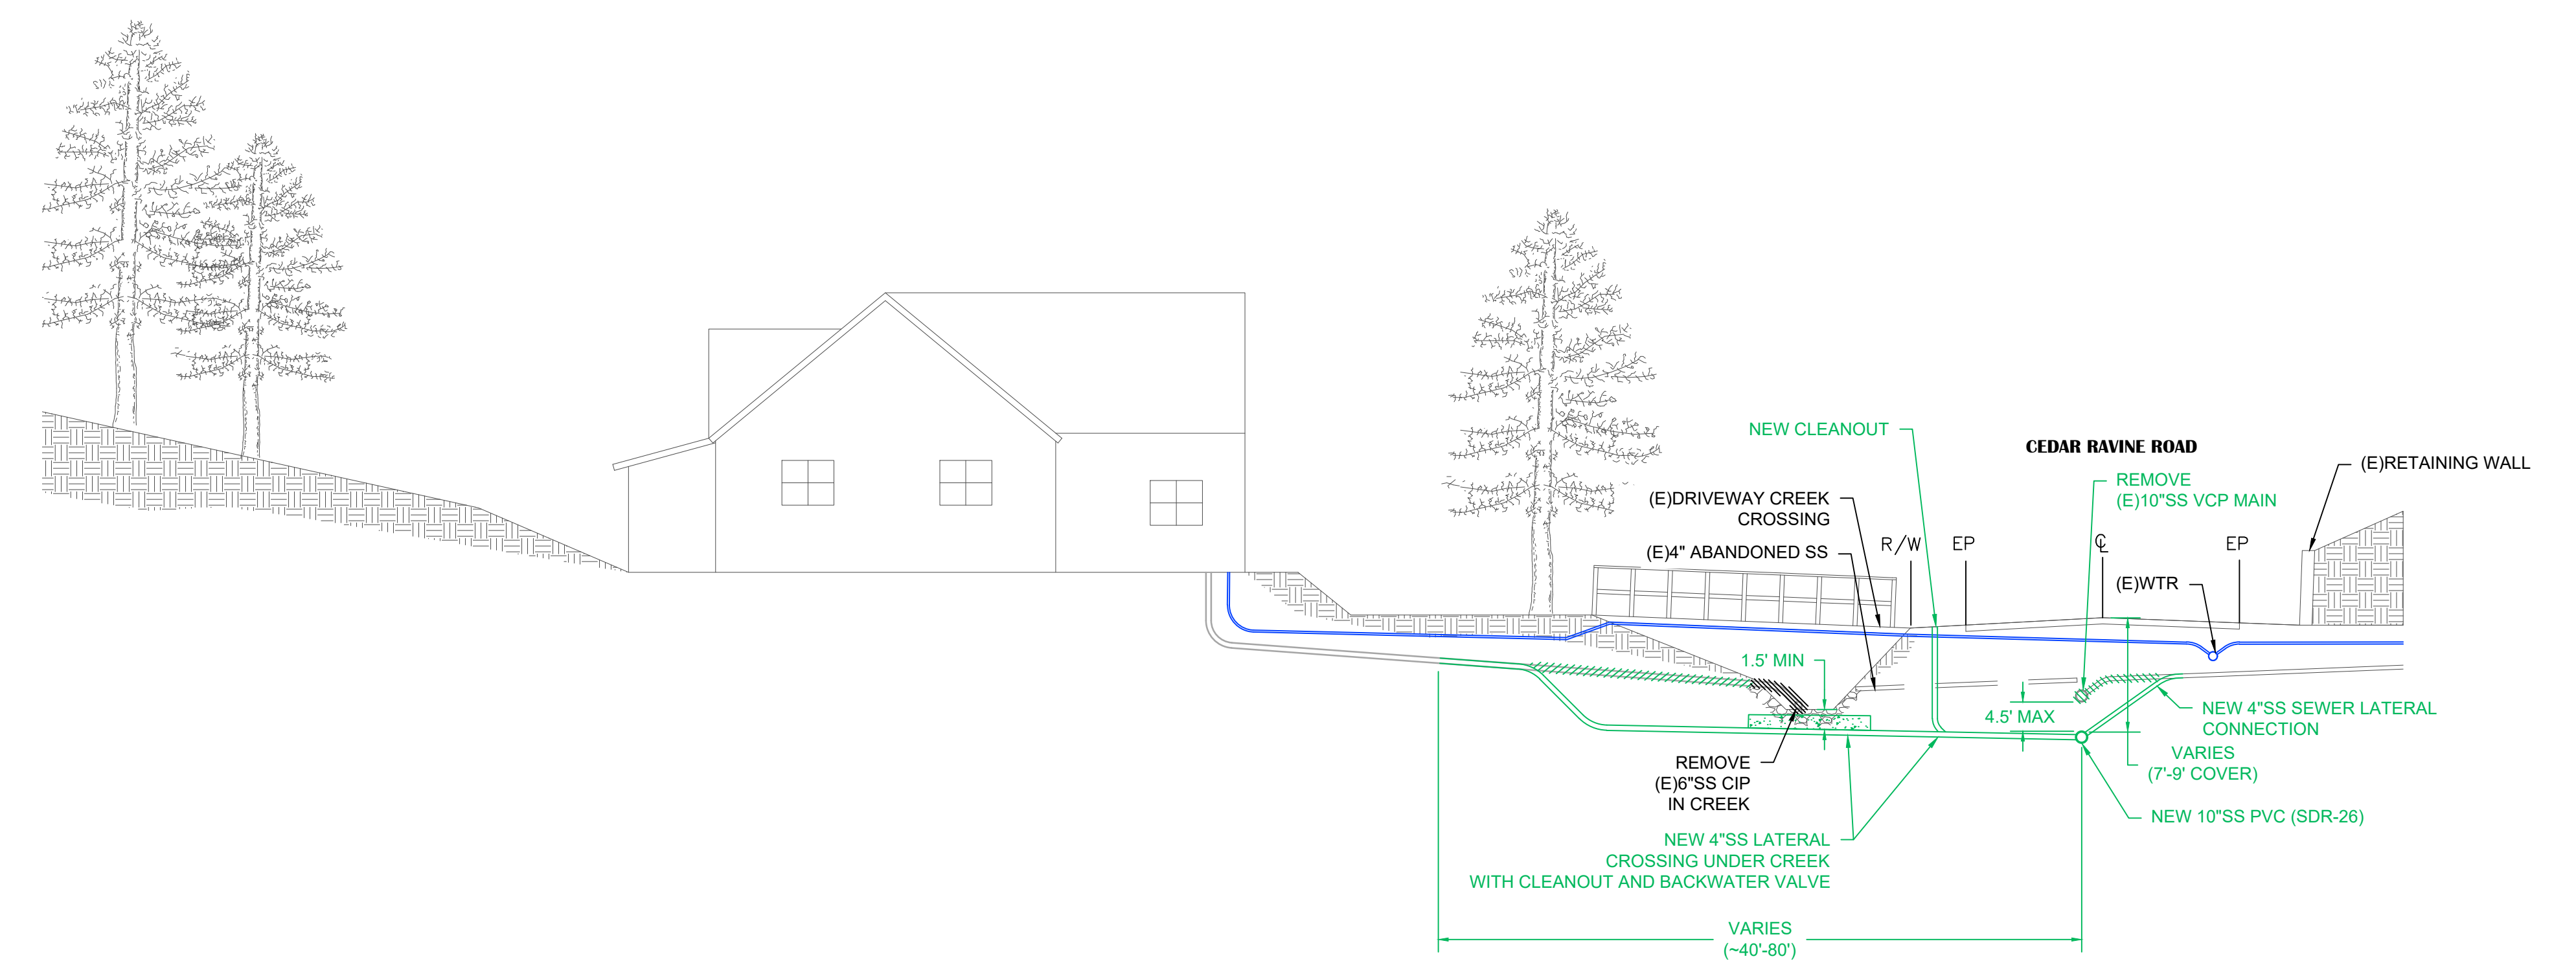 NEW CLEANOUT
CEDAR RAVINE ROAD
(E)RETAINING WALL
REMOVE
(E)10"SS VCP MAIN
(E)DRIVEWAY CREEK
CROSSING
(E)4" ABANDONED SS
R/W
EP
℄
EP
(E)WTR
1.5' MIN
4.5' MAX
NEW 4"SS SEWER LATERAL
CONNECTION
VARIES
(7'-9' COVER)
REMOVE
(E)6"SS CIP
IN CREEK
NEW 10"SS PVC (SDR-26)
NEW 4"SS LATERAL
CROSSING UNDER CREEK
WITH CLEANOUT AND BACKWATER VALVE
VARIES
(~40'-80')